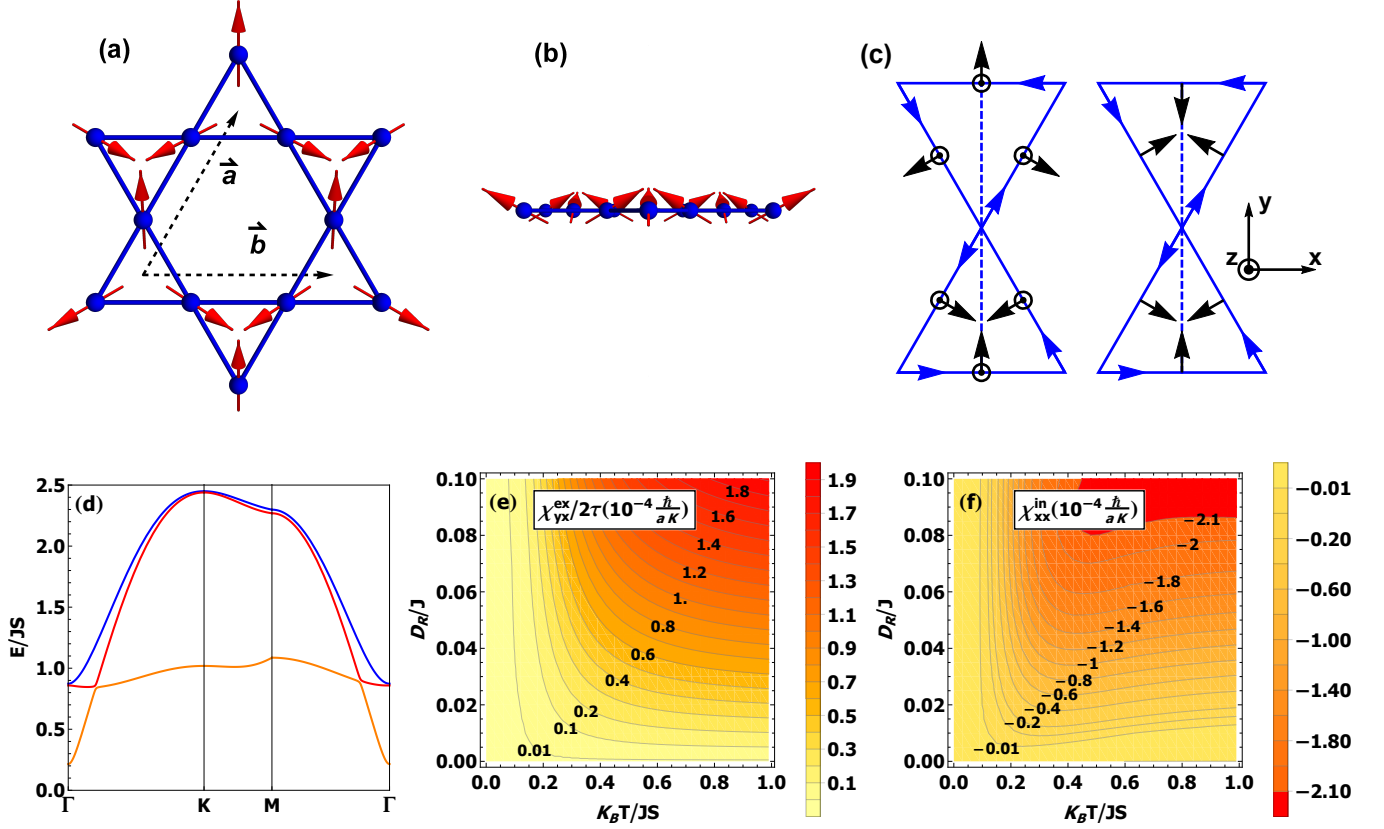 (a)
(b)
(c)
a
b
y
z
x
(d)
E/JS
2.5
2.0
1.5
1.0
0.5
0.0
Γ
K
M
Γ
(e)
χ_yx^ex/2τ(10^-4 ℏ/aK)
D_R/J
0.10
0.08
0.06
0.04
0.02
0.00
0.0 0.2 0.4 0.6 0.8 1.0
K_BT/JS
1.8
1.6
1.4
1.2
1.
0.8
0.6
0.4
0.2
0.1
0.01
1.9
1.7
1.5
1.3
1.1
0.9
0.7
0.5
0.3
0.1
(f)
χ_xx^in(10^-4 ℏ/aK)
D_R/J
0.10
0.08
0.06
0.04
0.02
0.00
0.0 0.2 0.4 0.6 0.8 1.0
K_BT/JS
−2.1
−2
−1.8
−1.6
−1.4
−1.2
−1
−0.8
−0.6
−0.4
−0.2
−0.01
−0.01
−0.20
−0.60
−1.00
−1.40
−1.80
−2.10